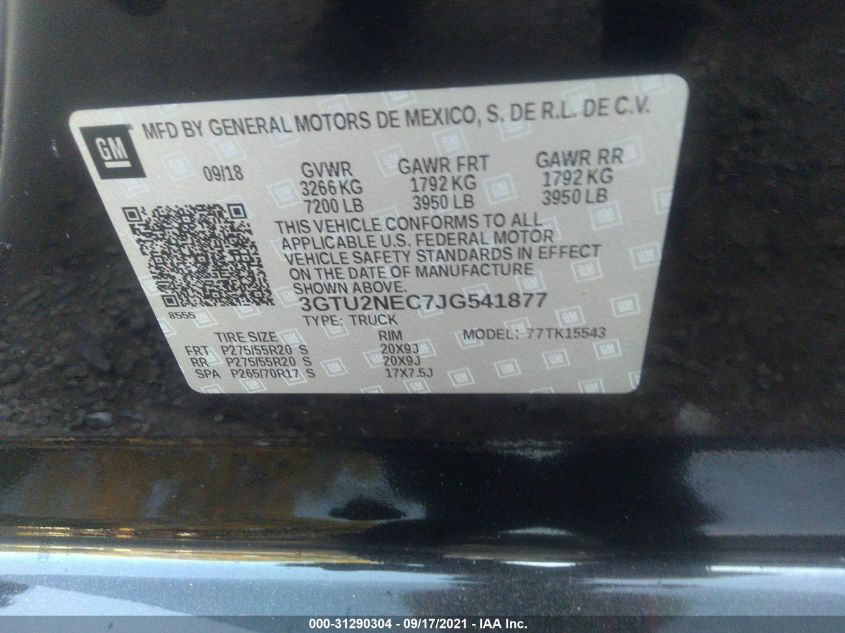 GM
MFD BY GENERAL MOTORS DE MEXICO, S. DE R.L. DE C.V.
09/18 GVWR GAWR FRT GAWR RR
3266 KG 1792 KG 1792 KG
7200 LB 3950 LB 3950 LB
THIS VEHICLE CONFORMS TO ALL
APPLICABLE U.S. FEDERAL MOTOR
VEHICLE SAFETY STANDARDS IN EFFECT
ON THE DATE OF MANUFACTURE
SHOWN ABOVE.
8555 3GTU2NEC7JG541877
TYPE: TRUCK
TIRE SIZE RIM MODEL: 77TK15543
FRT P275/55R20 S 20X9J
RR P275/55R20 S 20X9J
SPA P265/70R17 S 17X7.5J
000-31290304 - 09/17/2021 - IAA Inc.